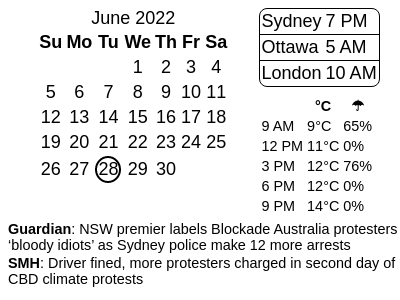 June 2022
Su Mo Tu We Th Fr Sa
1 2 3 4
5 6 7 8 9 10 11
12 13 14 15 16 17 18
19 20 21 22 23 24 25
26 27 28 29 30
Sydney 7 PM
Ottawa 5 AM
London 10 AM
°C ☂
9 AM 9°C 65%
12 PM 11°C 0%
3 PM 12°C 76%
6 PM 12°C 0%
9 PM 14°C 0%
Guardian: NSW premier labels Blockade Australia protesters
‘bloody idiots’ as Sydney police make 12 more arrests
SMH: Driver fined, more protesters charged in second day of
CBD climate protests